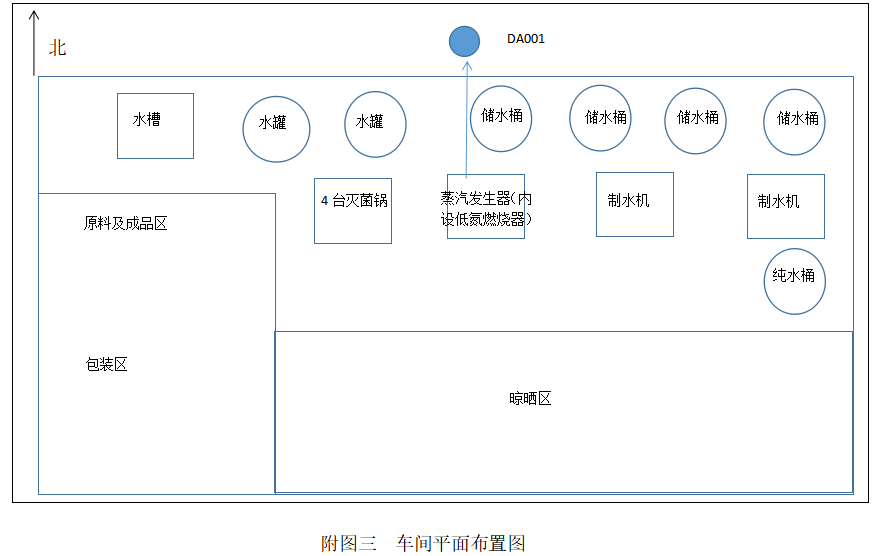 北
DA001
水槽
水罐
水罐
储水桶
储水桶
储水桶
储水桶
4 台灭菌锅
蒸汽发生器（内
设低氮燃烧器）
制水机
制水机
原料及成品区
纯水桶
包装区
晾晒区
附图三 车间平面布置图